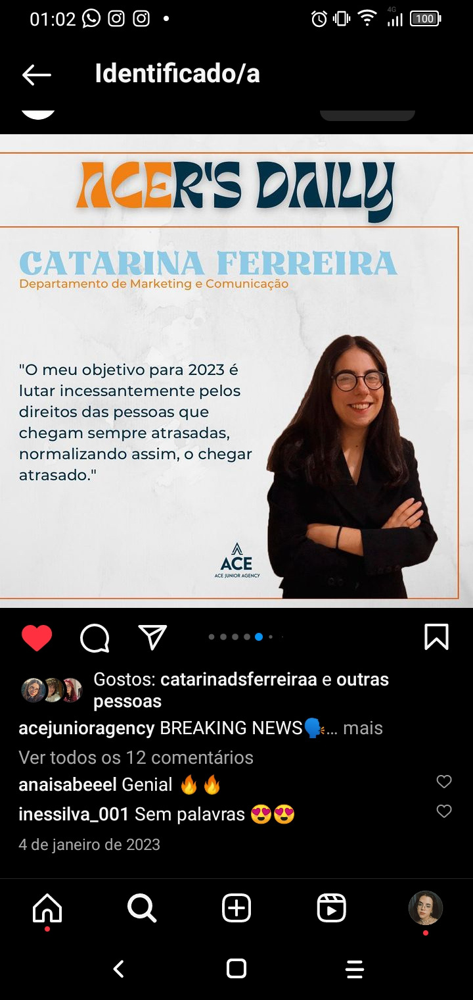 01:02
4G
100
Identificado/a
ACER'S DAILY
CATARINA FERREIRA
Departamento de Marketing e Comunicação
"O meu objetivo para 2023 é
lutar incessantemente pelos
direitos das pessoas que
chegam sempre atrasadas,
normalizando assim, o chegar
atrasado."
ACE
ACE JUNIOR AGENCY
Gostos: catarinadsferreiraa e outras
pessoas
acejunioragency BREAKING NEWS🗣️... mais
Ver todos os 12 comentários
anaisabeeel Genial 🔥🔥
inessilva_001 Sem palavras 😍😍
4 de janeiro de 2023